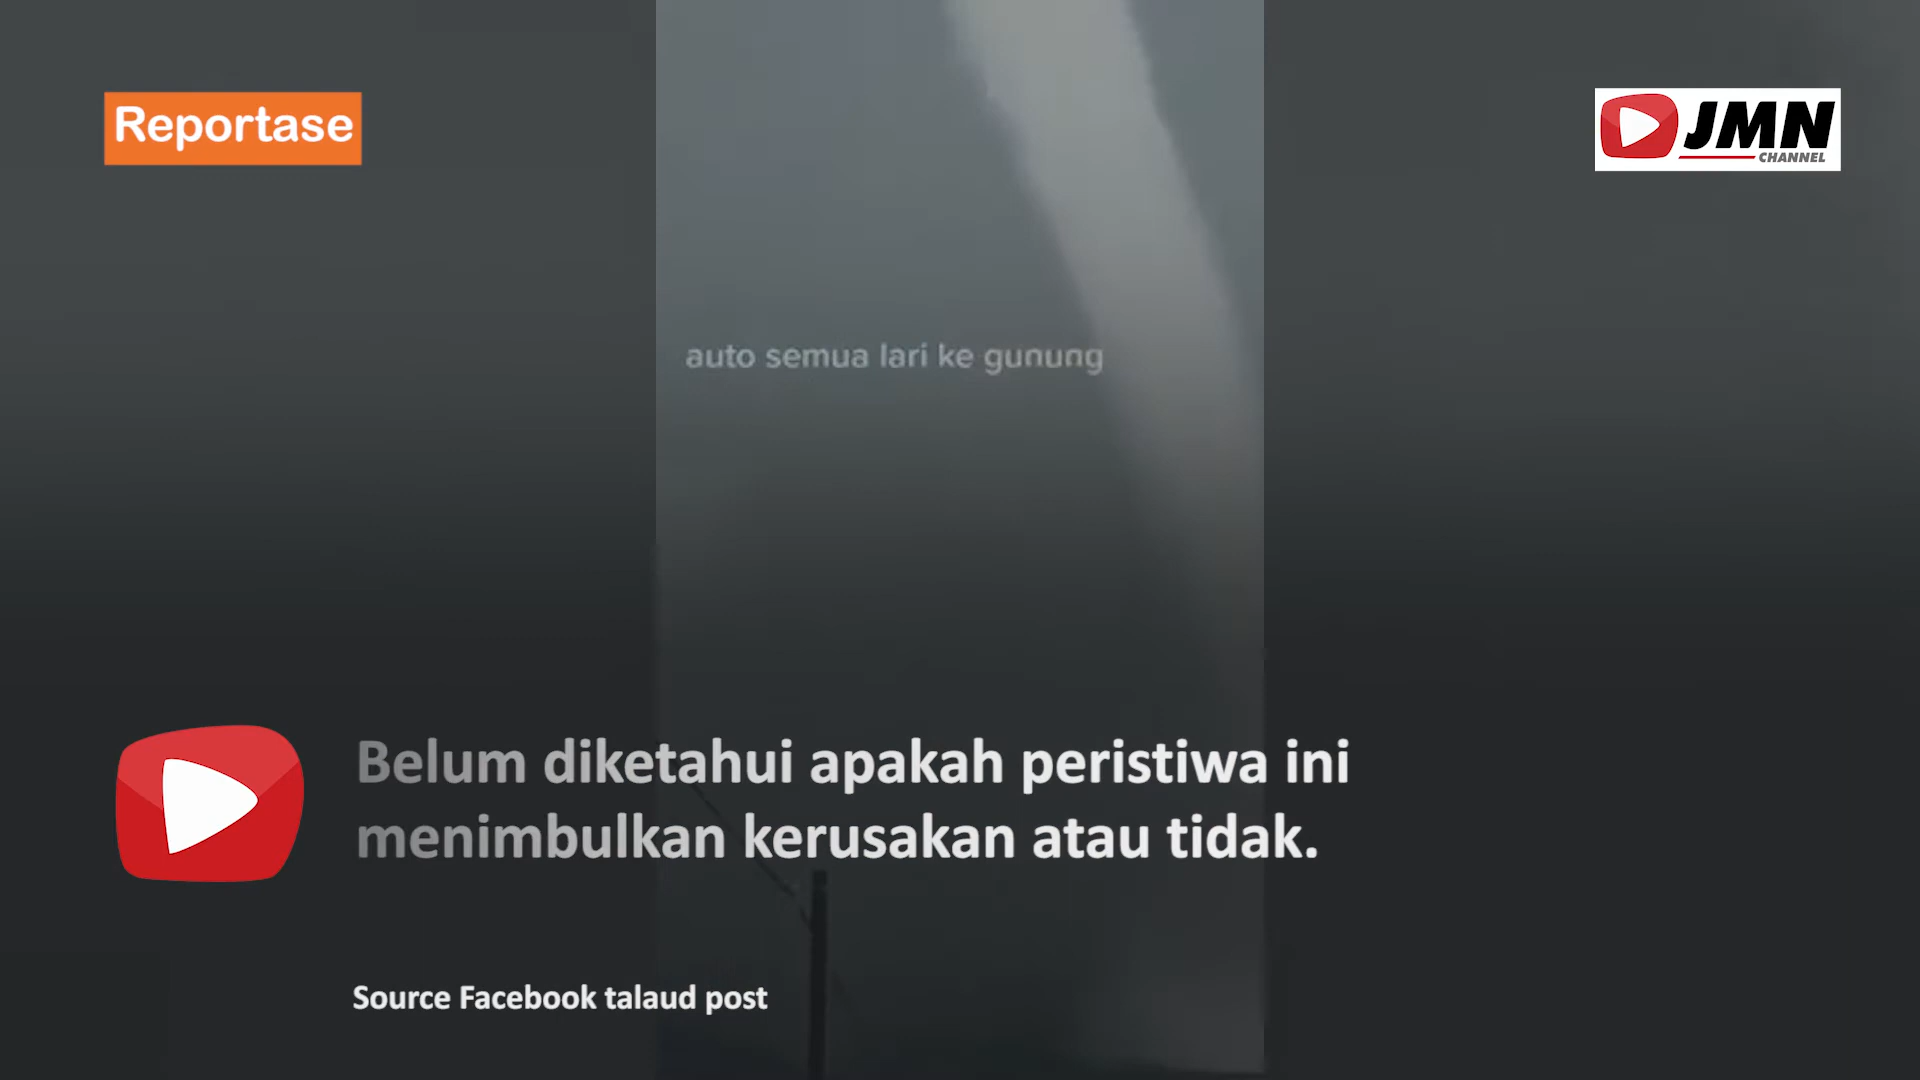 Reportase
JMN
CHANNEL
auto semua lari ke gunung
Belum diketahui apakah peristiwa ini
menimbulkan kerusakan atau tidak.
Source Facebook talaud post